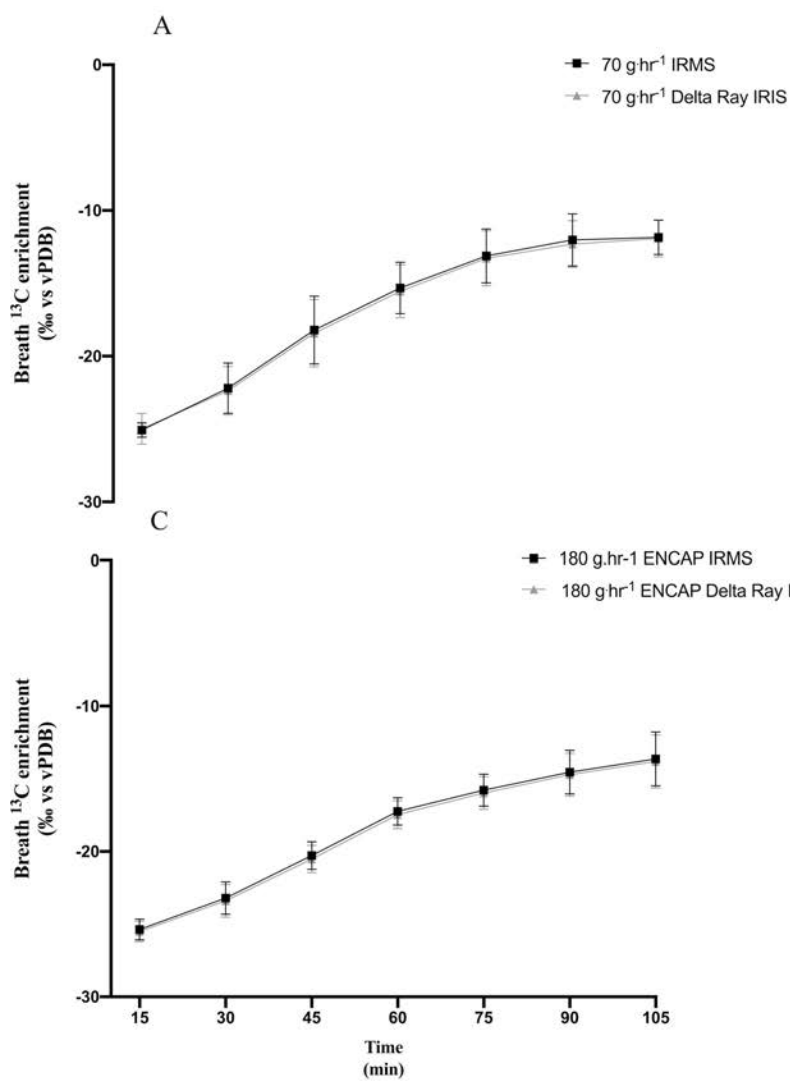 A
0
70 g·hr⁻¹ IRMS
70 g·hr⁻¹ Delta Ray IRIS
-10
Breath ¹³C enrichment
(‰ vs vPDB)
-20
-30
C
0
180 g.hr-1 ENCAP IRMS
180 g·hr⁻¹ ENCAP Delta Ray
-10
Breath ¹³C enrichment
(‰ vs vPDB)
-20
-30
15 30 45 60 75 90 105
Time
(min)